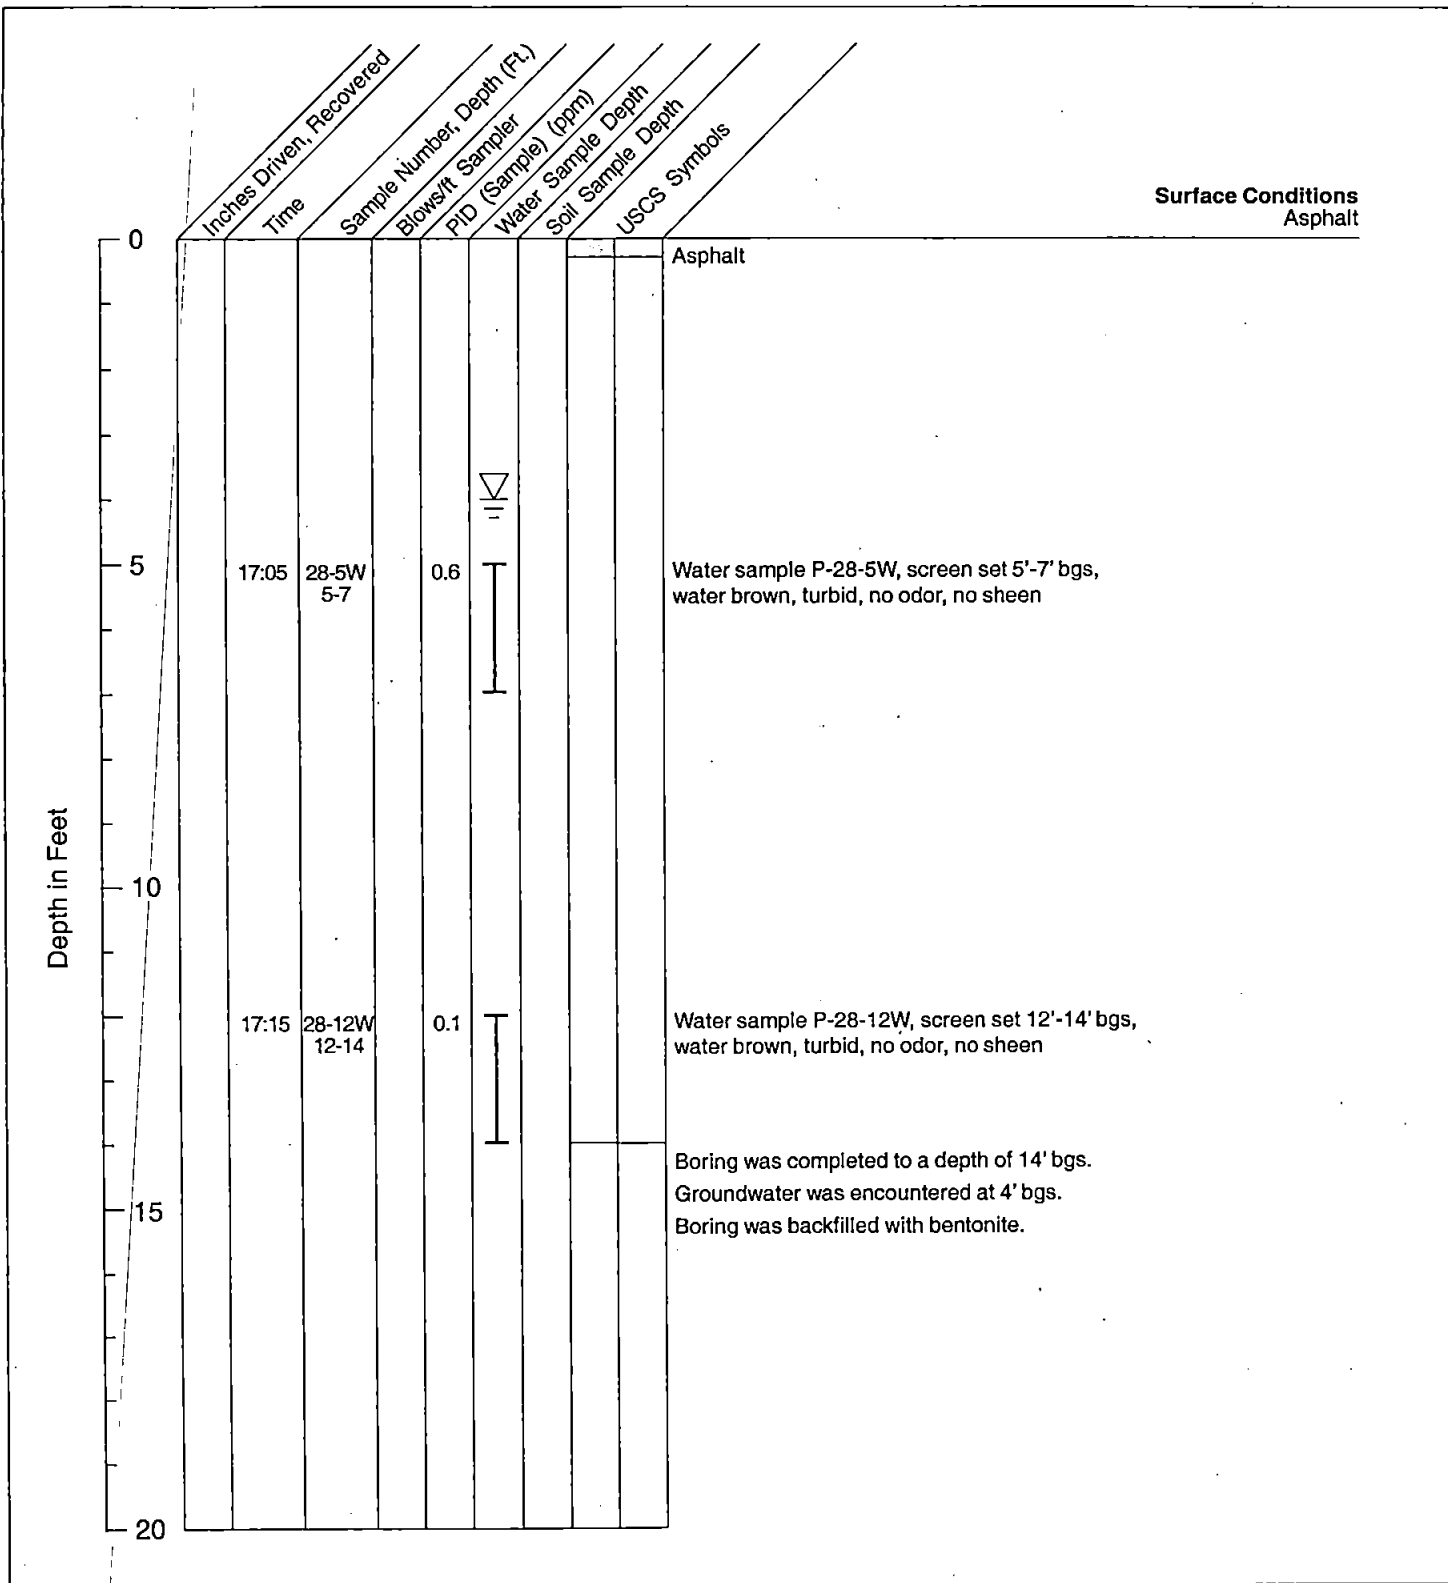 Inches Driven, Recovered
Time
Sample Number, Depth (Ft.)
Blows/ft Sampler
PID (Sample) (ppm)
Water Sample Depth
Soil Sample Depth
USCS Symbols
Surface Conditions
Asphalt
0
Asphalt
5
17:05 28-5W 0.6 Water sample P-28-5W, screen set 5'-7' bgs,
5-7 water brown, turbid, no odor, no sheen
Depth in Feet
10
17:15 28-12W 0.1 Water sample P-28-12W, screen set 12'-14' bgs,
12-14 water brown, turbid, no odor, no sheen
Boring was completed to a depth of 14' bgs.
Groundwater was encountered at 4' bgs.
15
Boring was backfilled with bentonite.
20